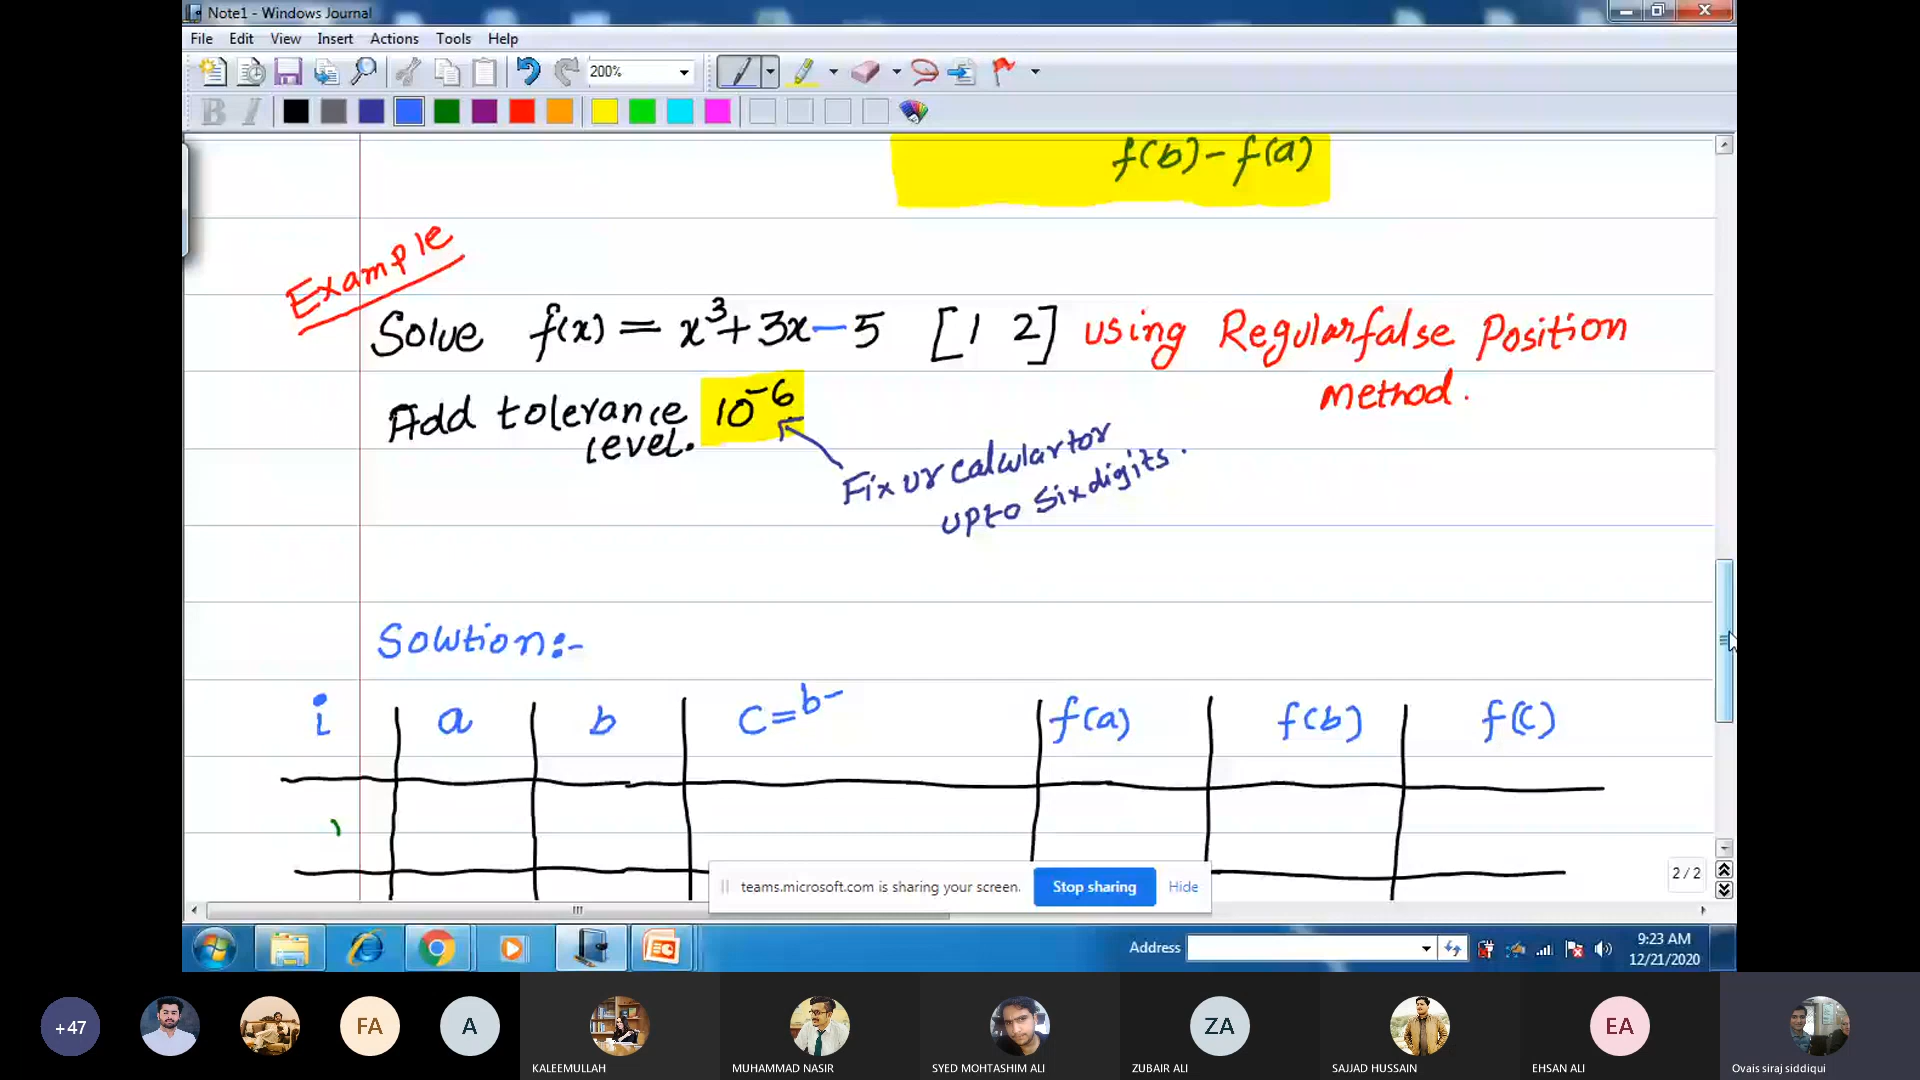 Note1 - Windows Journal
File Edit View Insert Actions Tools Help
200%
B I
f(b) - f(a)
Example
Solve f(x) = x³ + 3x - 5 [1 2] using Regularfalse Position
method.
Add tolerance 10⁻⁶
level.
Fix ur calculartor
upto six digits.
Solution:-
i a b c = b- f(a) f(b) f(c)
2 / 2
teams.microsoft.com is sharing your screen. Stop sharing Hide
Address
9:23 AM
12/21/2020
+47 FA A ZA EA
KALEEMULLAH MUHAMMAD NASIR SYED MOHTASHIM ALI ZUBAIR ALI SAJJAD HUSSAIN EHSAN ALI Ovais siraj siddiqui